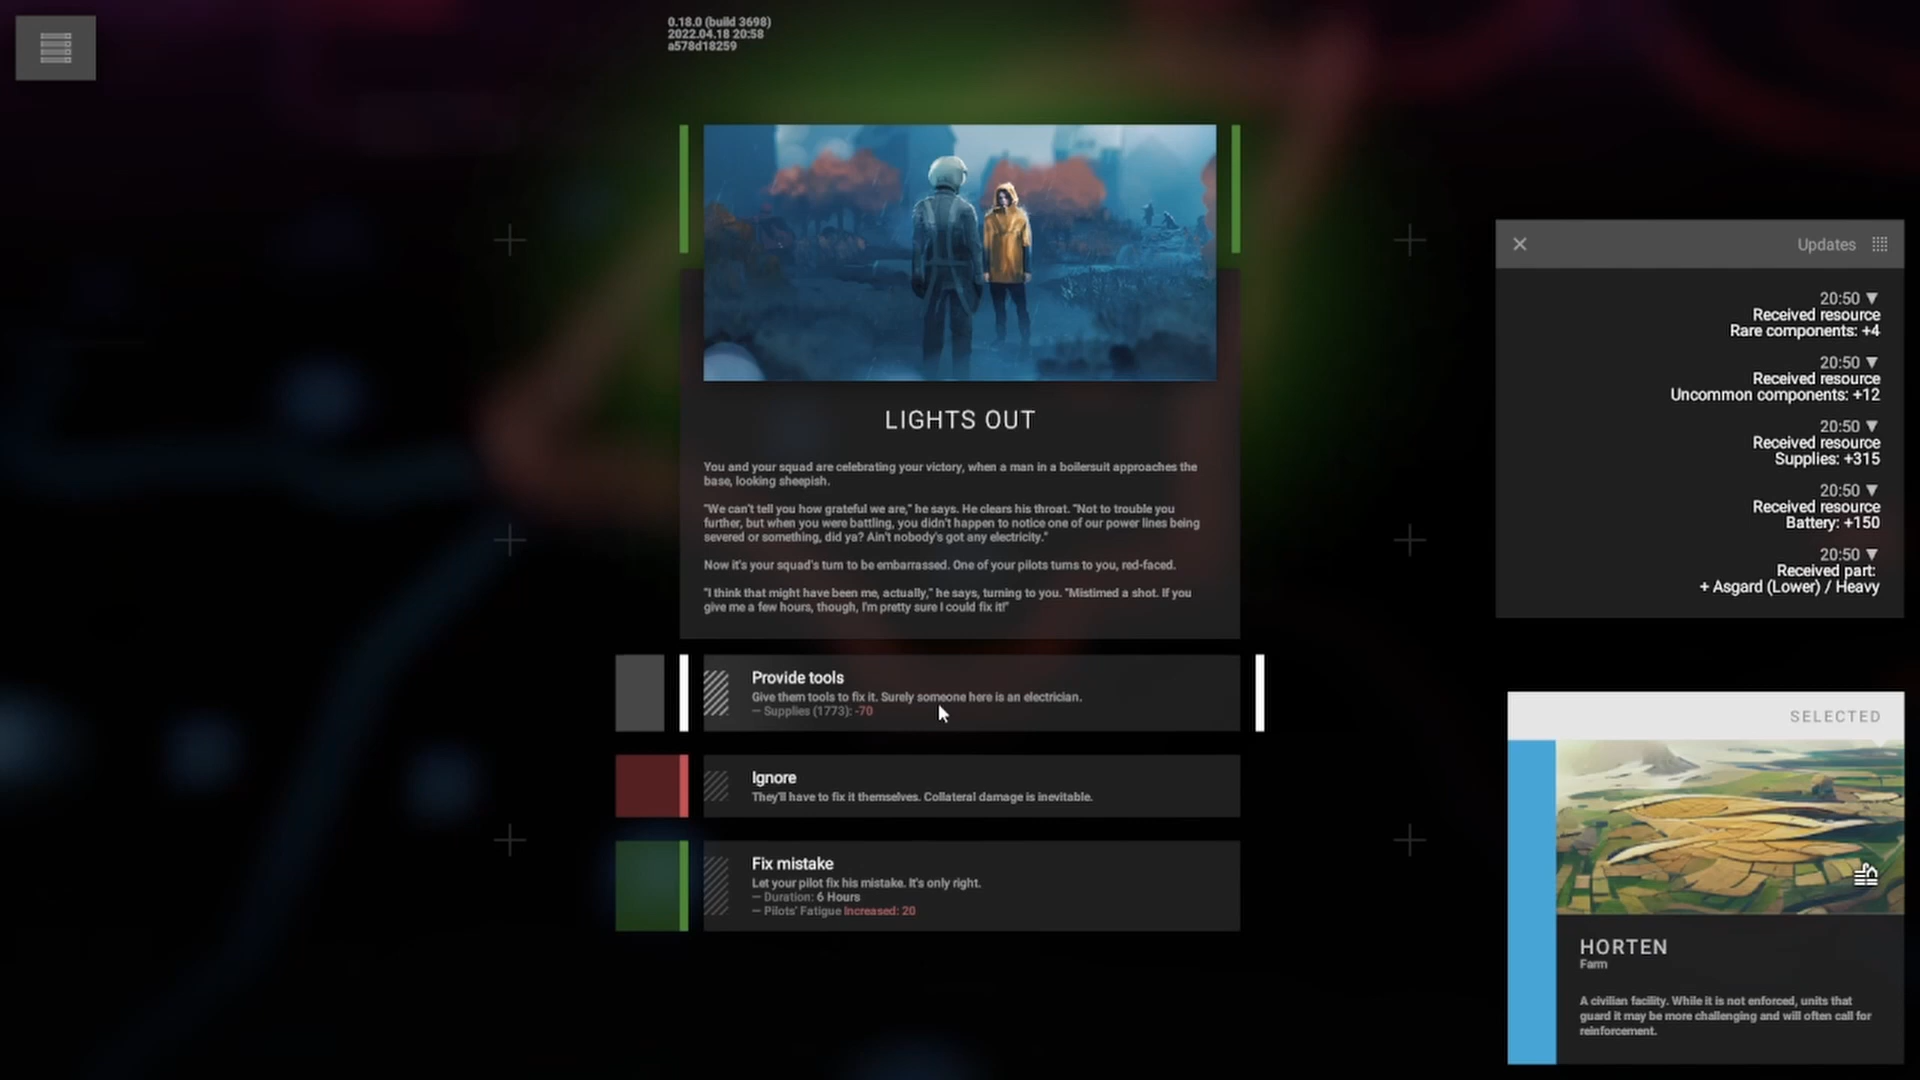 0.18.0 (build 3698)
2022.04.18 20:58
a578d18259
LIGHTS OUT
You and your squad are celebrating your victory, when a man in a boilersuit approaches the
base, looking sheepish.
"We can't tell you how grateful we are," he says. He clears his throat. "Not to trouble you
further, but when you were battling, you didn't happen to notice one of our power lines being
severed or something, did ya? Ain't nobody's got any electricity."
Now it's your squad's turn to be embarrassed. One of your pilots turns to you, red-faced.
"I think that might have been me, actually," he says, turning to you. "Mistimed a shot. If you
give me a few hours, though, I'm pretty sure I could fix it!"
Provide tools
Give them tools to fix it. Surely someone here is an electrician.
— Supplies (1773): -70
Ignore
They'll have to fix it themselves. Collateral damage is inevitable.
Fix mistake
Let your pilot fix his mistake. It's only right.
— Duration: 6 Hours
— Pilots' Fatigue Increased: 20
Updates
20:50 ▼
Received resource
Rare components: +4
20:50 ▼
Received resource
Uncommon components: +12
20:50 ▼
Received resource
Supplies: +315
20:50 ▼
Received resource
Battery: +150
20:50 ▼
Received part:
+ Asgard (Lower) / Heavy
SELECTED
HORTEN
Farm
A civilian facility. While it is not enforced, units that
guard it may be more challenging and will often call for
reinforcement.